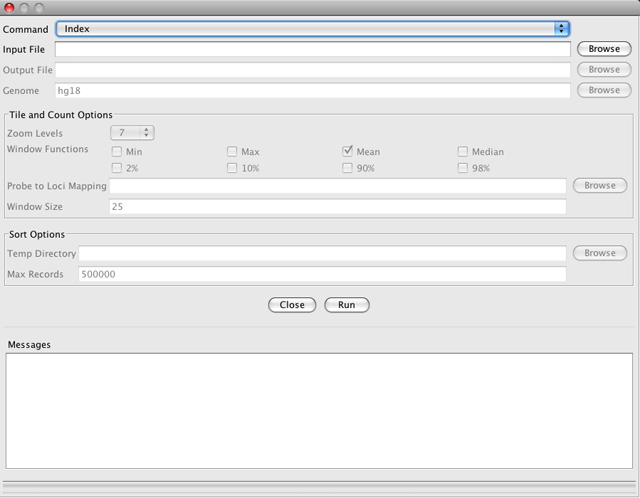 Command Index
Input File Browse
Output File Browse
Genome hg18 Browse
Tile and Count Options
Zoom Levels 7
Window Functions Min Max Mean Median
2% 10% 90% 98%
Probe to Loci Mapping Browse
Window Size 25
Sort Options
Temp Directory Browse
Max Records 500000
Close Run
Messages